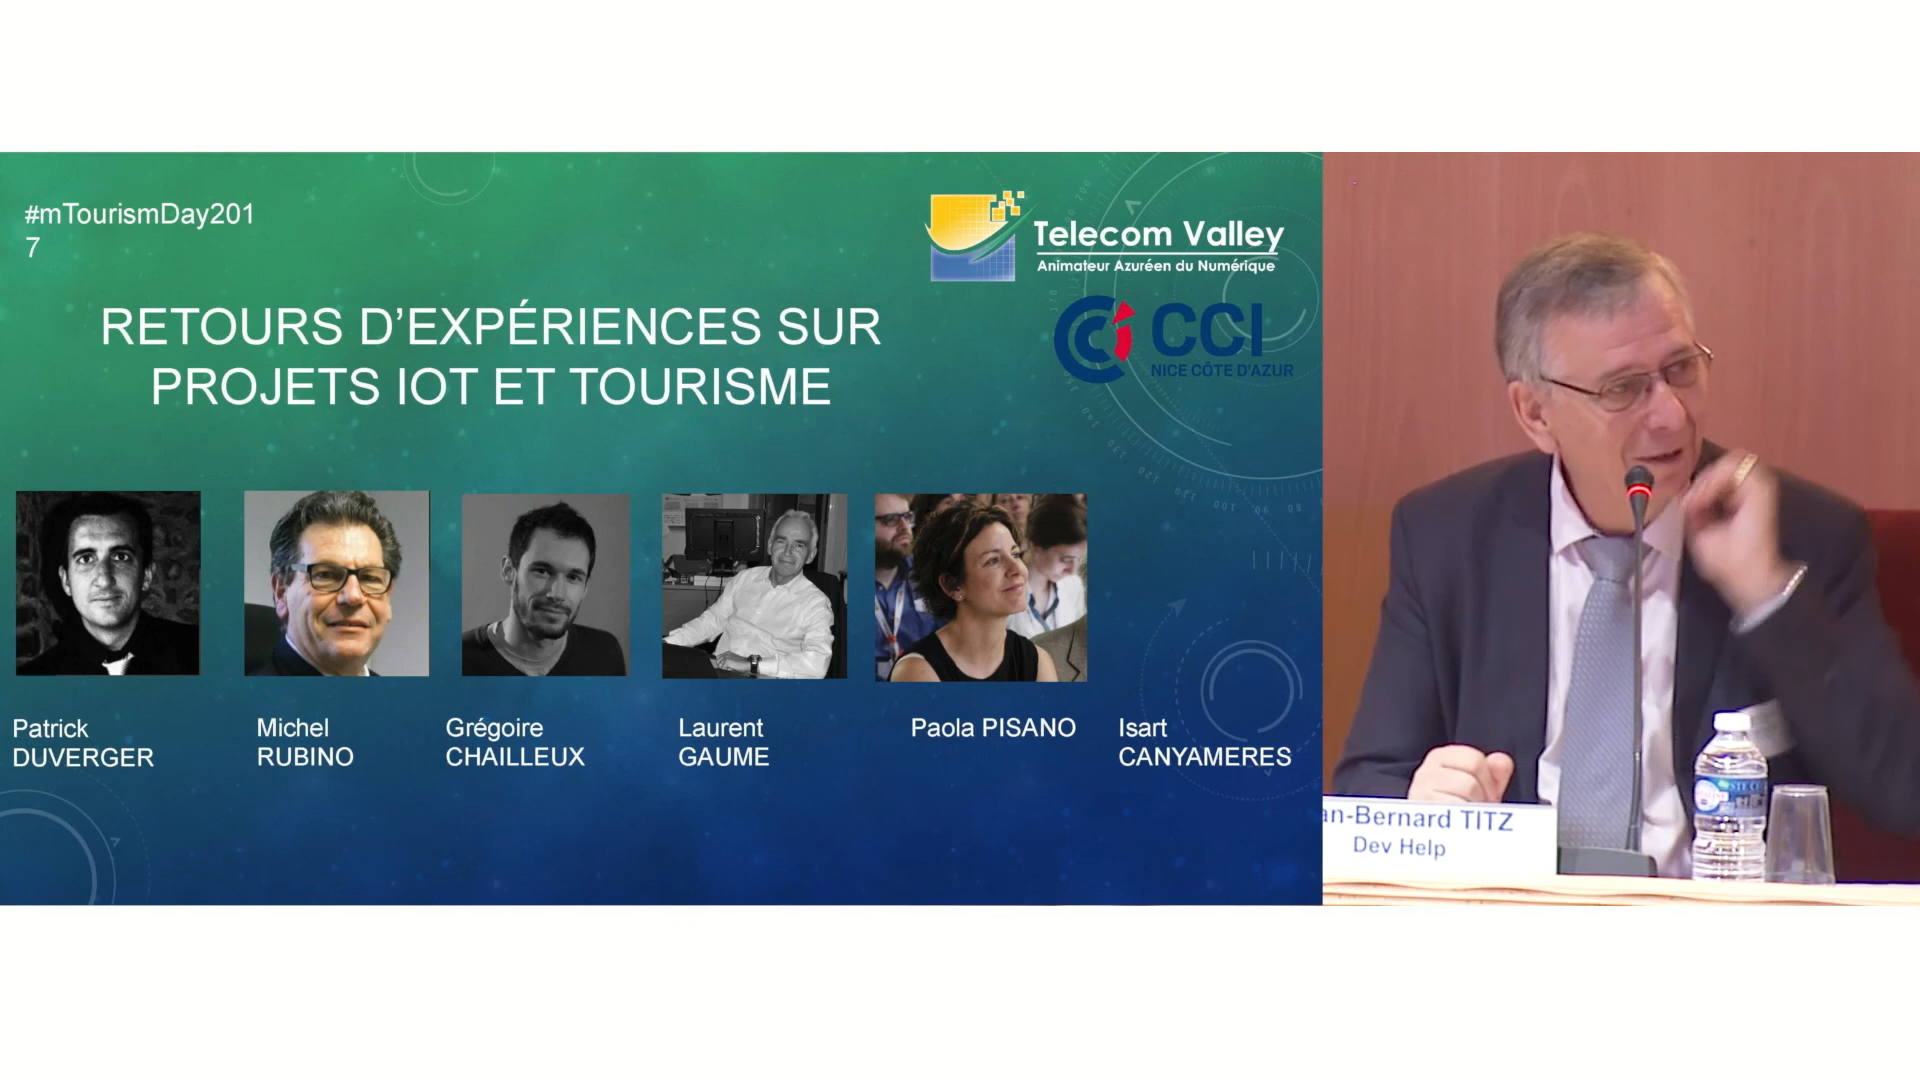 #mTourismDay201
7
Telecom Valley
Animateur Azuréen du Numérique
CCI
NICE CÔTE D'AZUR
RETOURS D'EXPÉRIENCES SUR
PROJETS IOT ET TOURISME
Patrick
DUVERGER
Michel
RUBINO
Grégoire
CHAILLEUX
Laurent
GAUME
Paola PISANO
Isart
CANYAMERES
an-Bernard TITZ
Dev Help